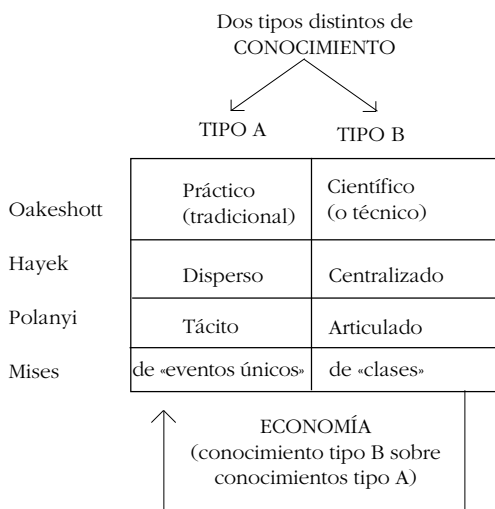 Dos tipos distintos de
CONOCIMIENTO
TIPO A
TIPO B
Oakeshott
Práctico
(tradicional)
Científico
(o técnico)
Hayek
Disperso
Centralizado
Polanyi
Tácito
Articulado
Mises
de «eventos únicos»
de «clases»
ECONOMÍA
(conocimiento tipo B sobre
conocimientos tipo A)